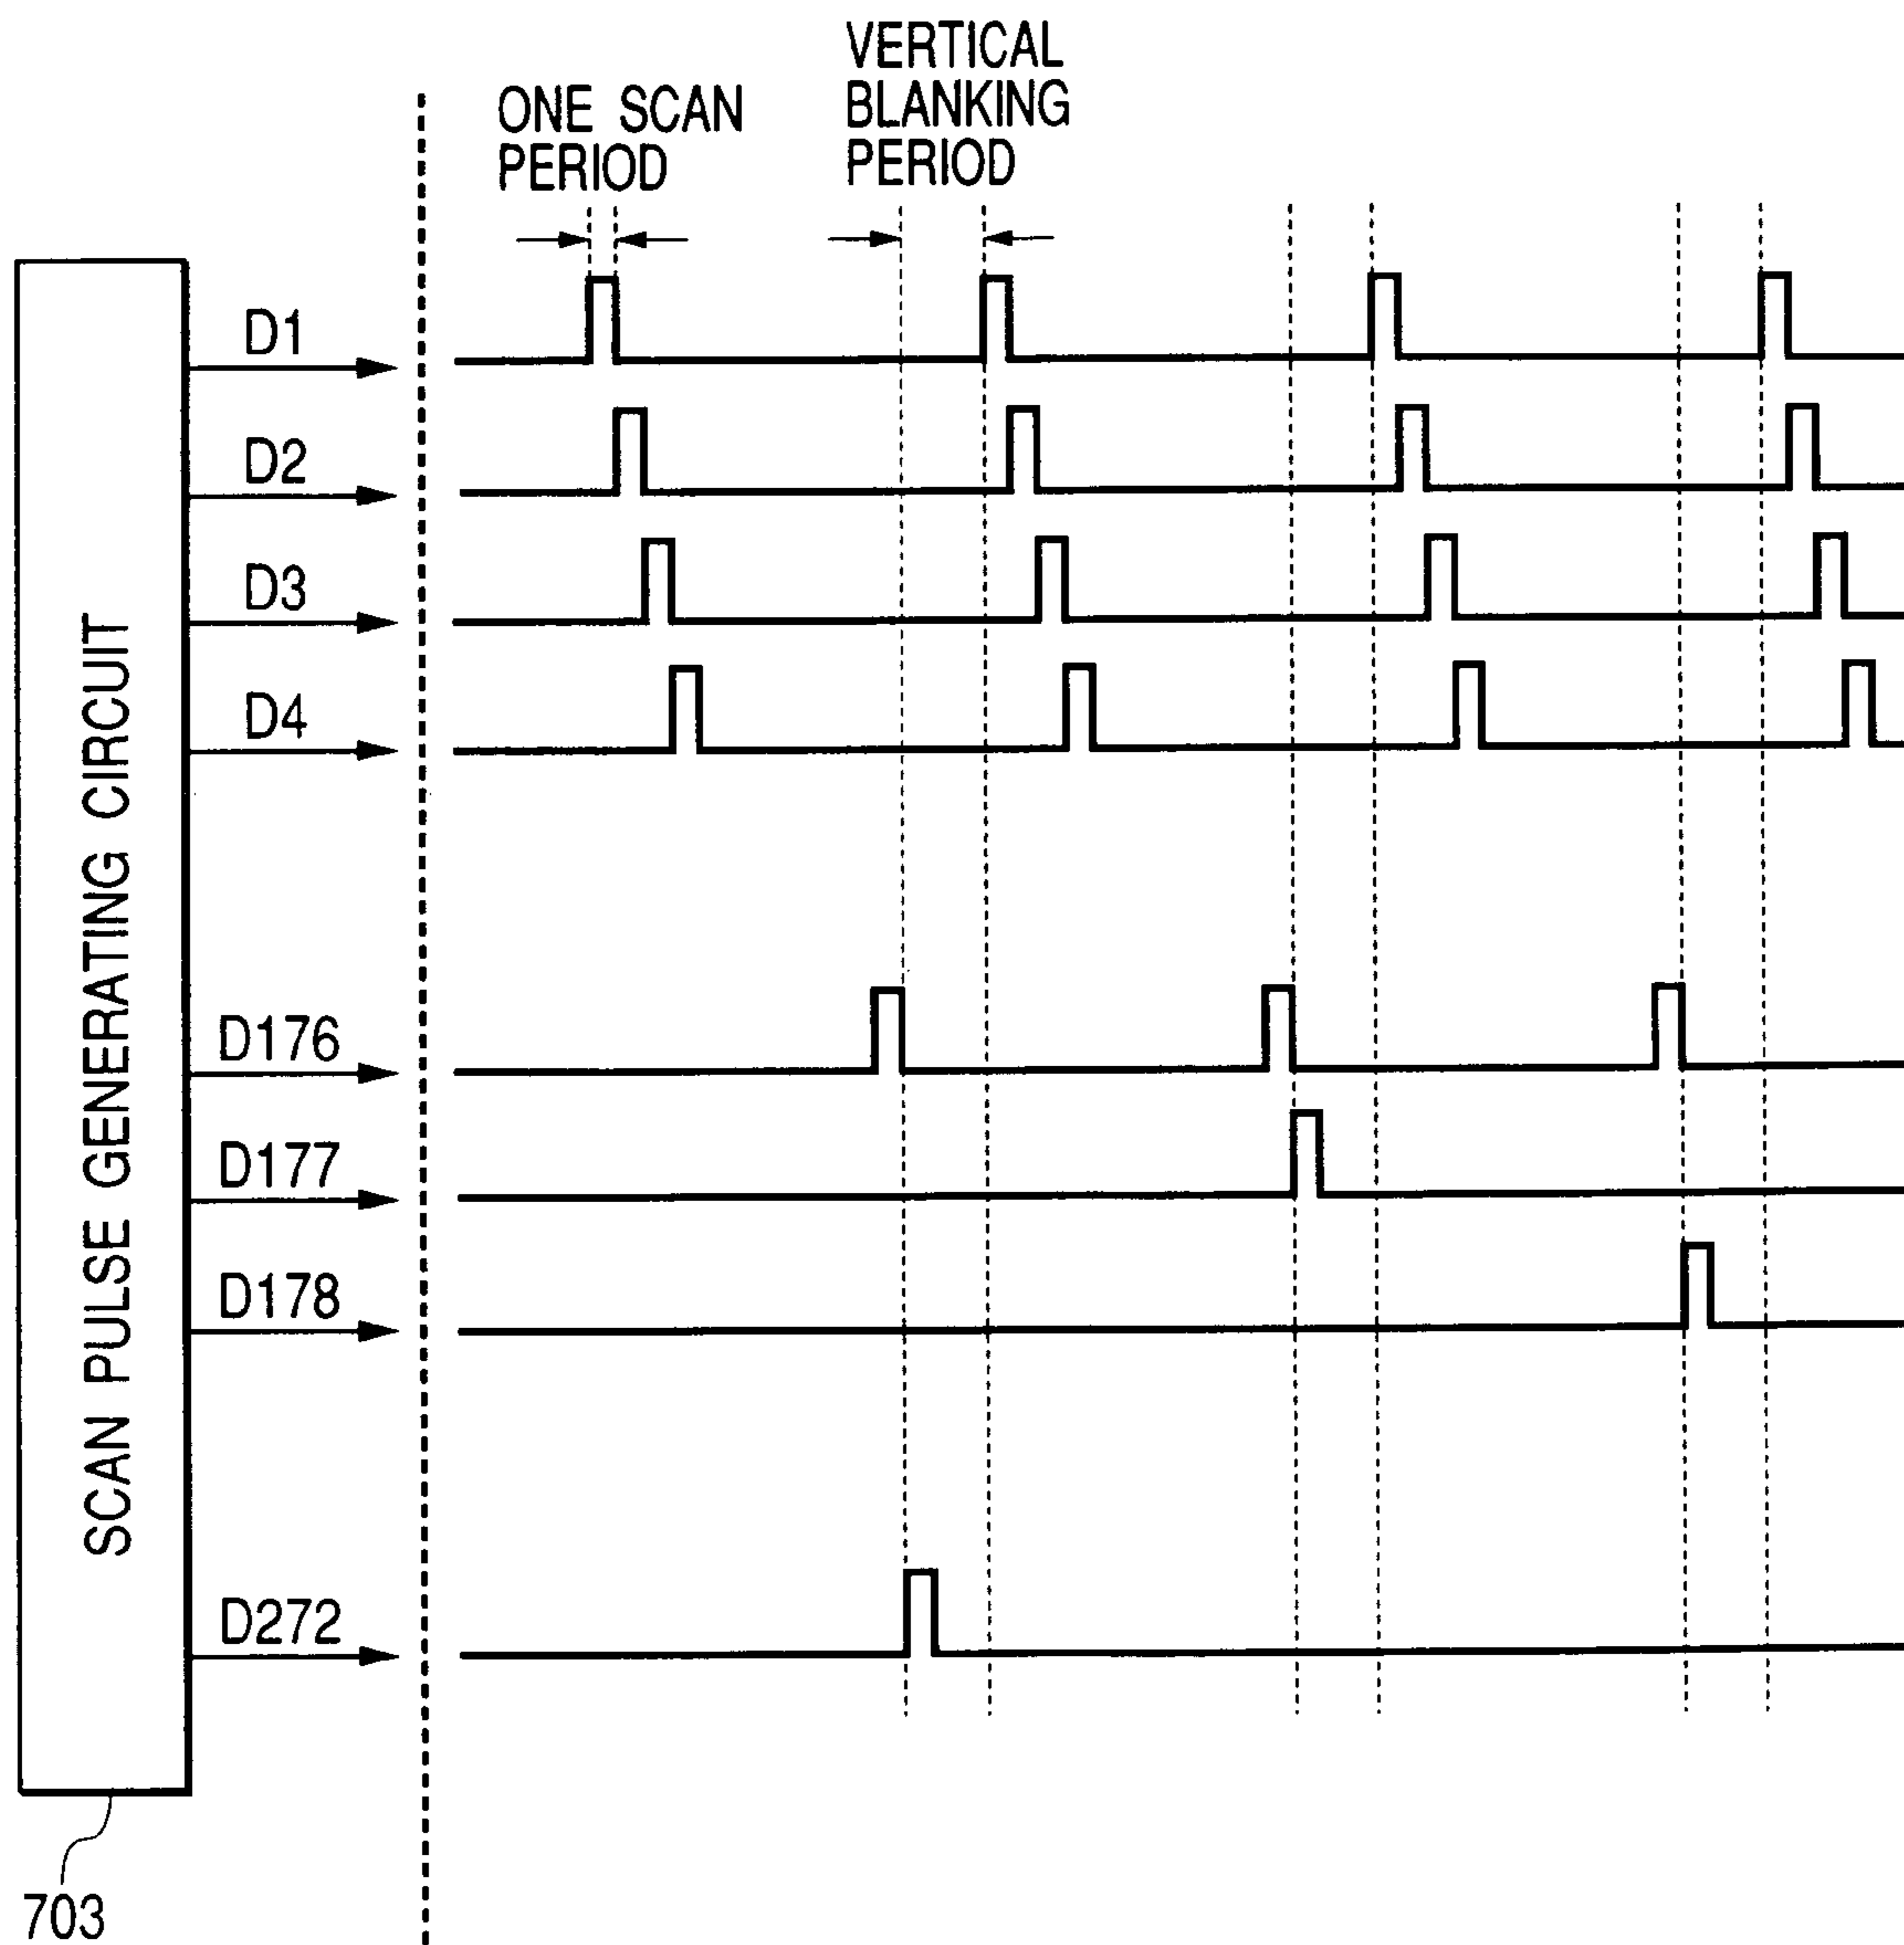 VERTICAL
BLANKING
PERIOD
ONE SCAN
PERIOD
SCAN PULSE GENERATING CIRCUIT
D1
D2
D3
D4
D176
D177
D178
D272
703